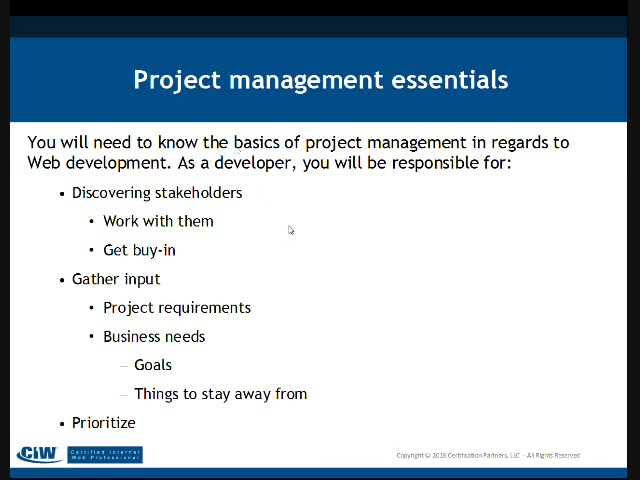 Project management essentials
You will need to know the basics of project management in regards to
Web development. As a developer, you will be responsible for:
• Discovering stakeholders
• Work with them
• Get buy-in
• Gather input
• Project requirements
• Business needs
– Goals
– Things to stay away from
• Prioritize
CIW Certified Internet
Web Professional
Copyright © 2013 Certification Partners, LLC – All Rights Reserved